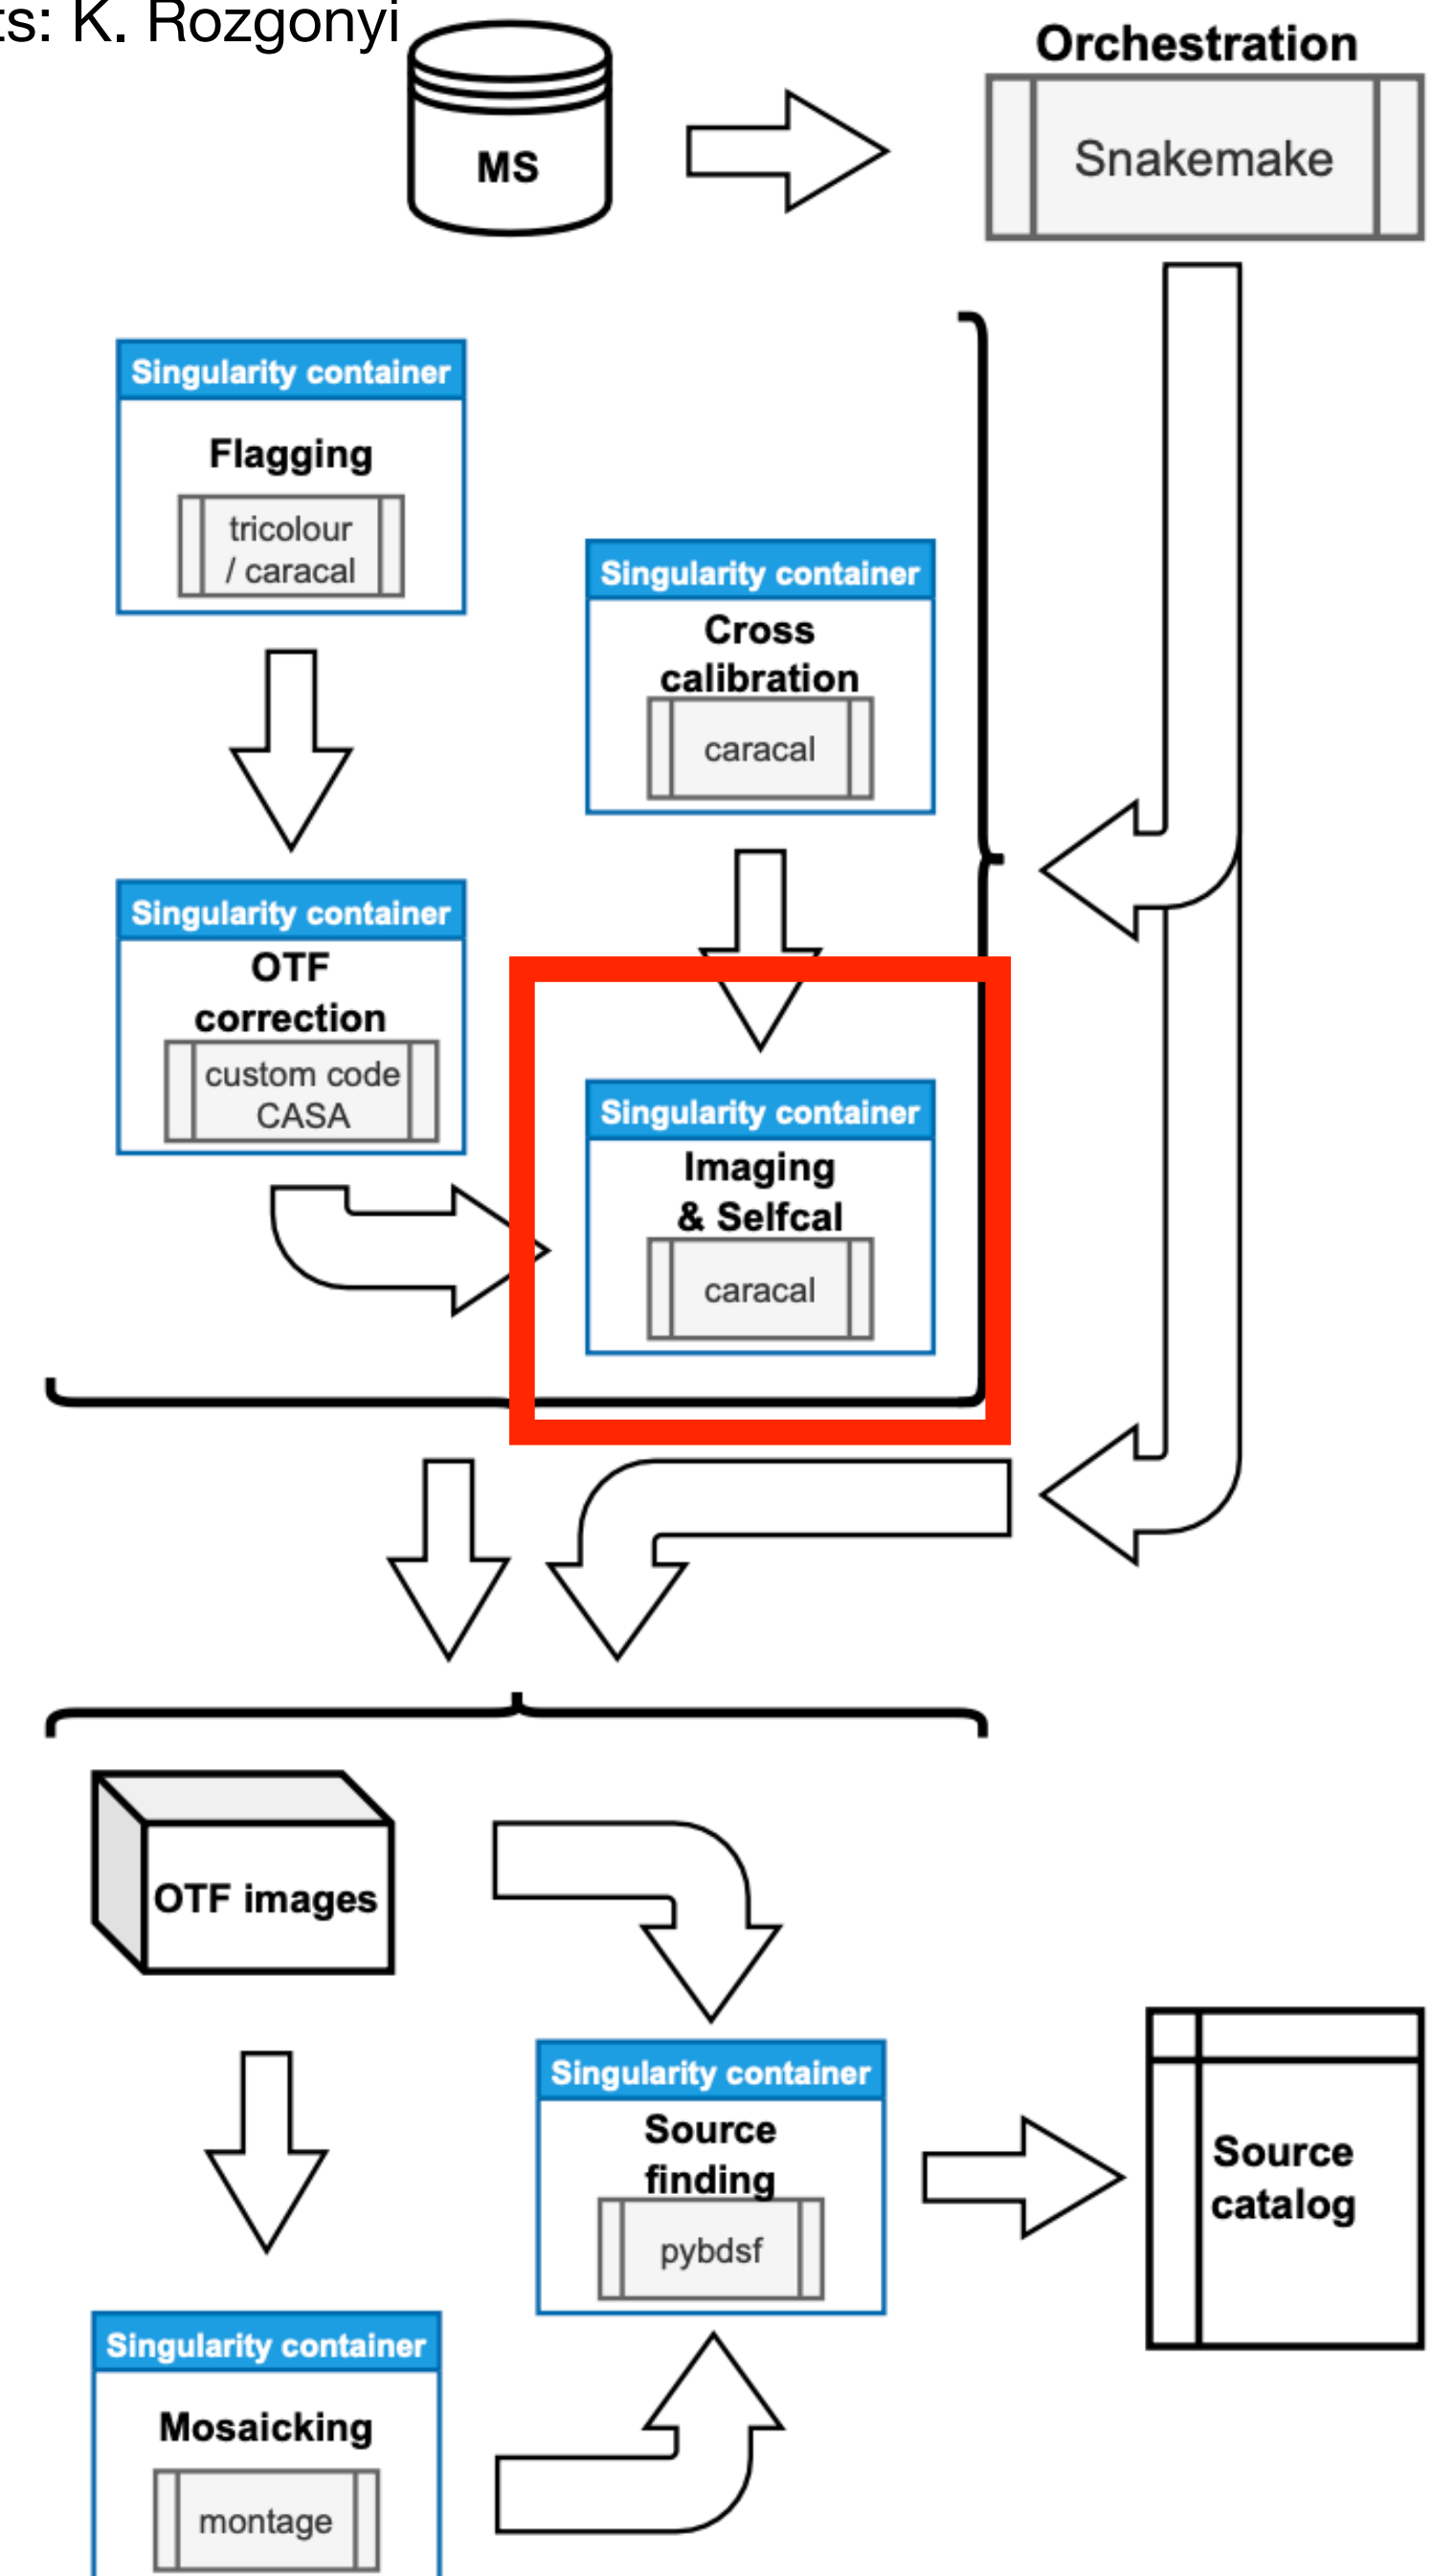 K. Rozgonyi
Orchestration
MS
Snakemake
Singularity container
Flagging
tricolour
/ caracal
Singularity container
Cross
calibration
caracal
Singularity container
OTF
correction
custom code
CASA
Singularity container
Imaging
& Selfcal
caracal
OTF images
Singularity container
Source
finding
pybdsf
Source
catalog
Singularity container
Mosaicking
montage